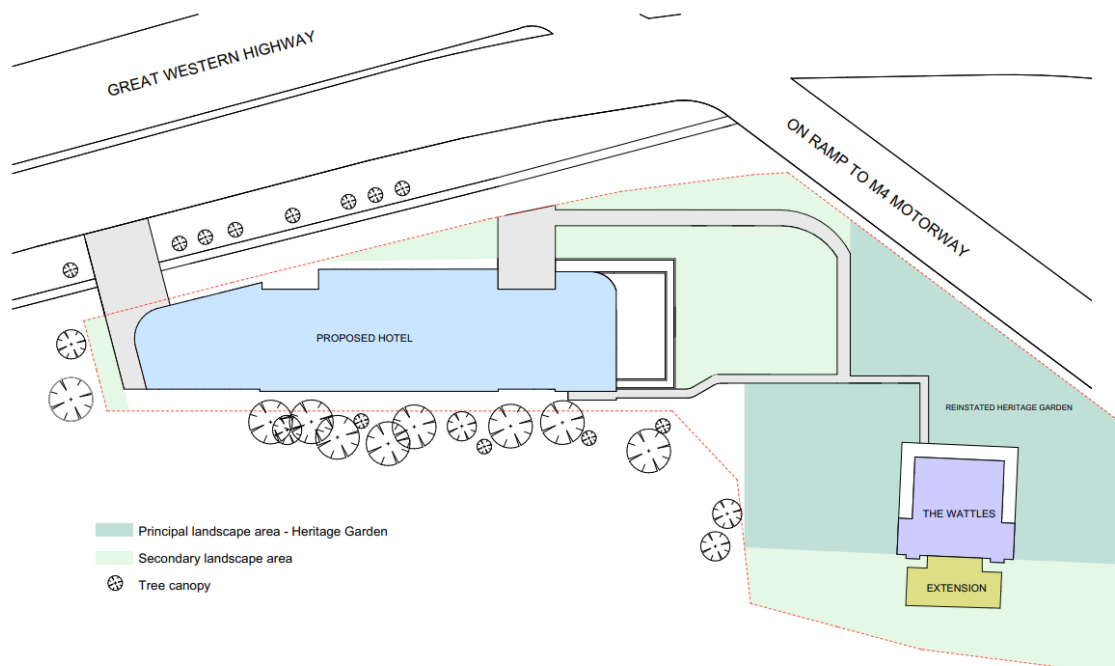 GREAT WESTERN HIGHWAY
ON RAMP TO M4 MOTORWAY
PROPOSED HOTEL
REINSTATED HERITAGE GARDEN
THE WATTLES
EXTENSION
Principal landscape area - Heritage Garden
Secondary landscape area
Tree canopy